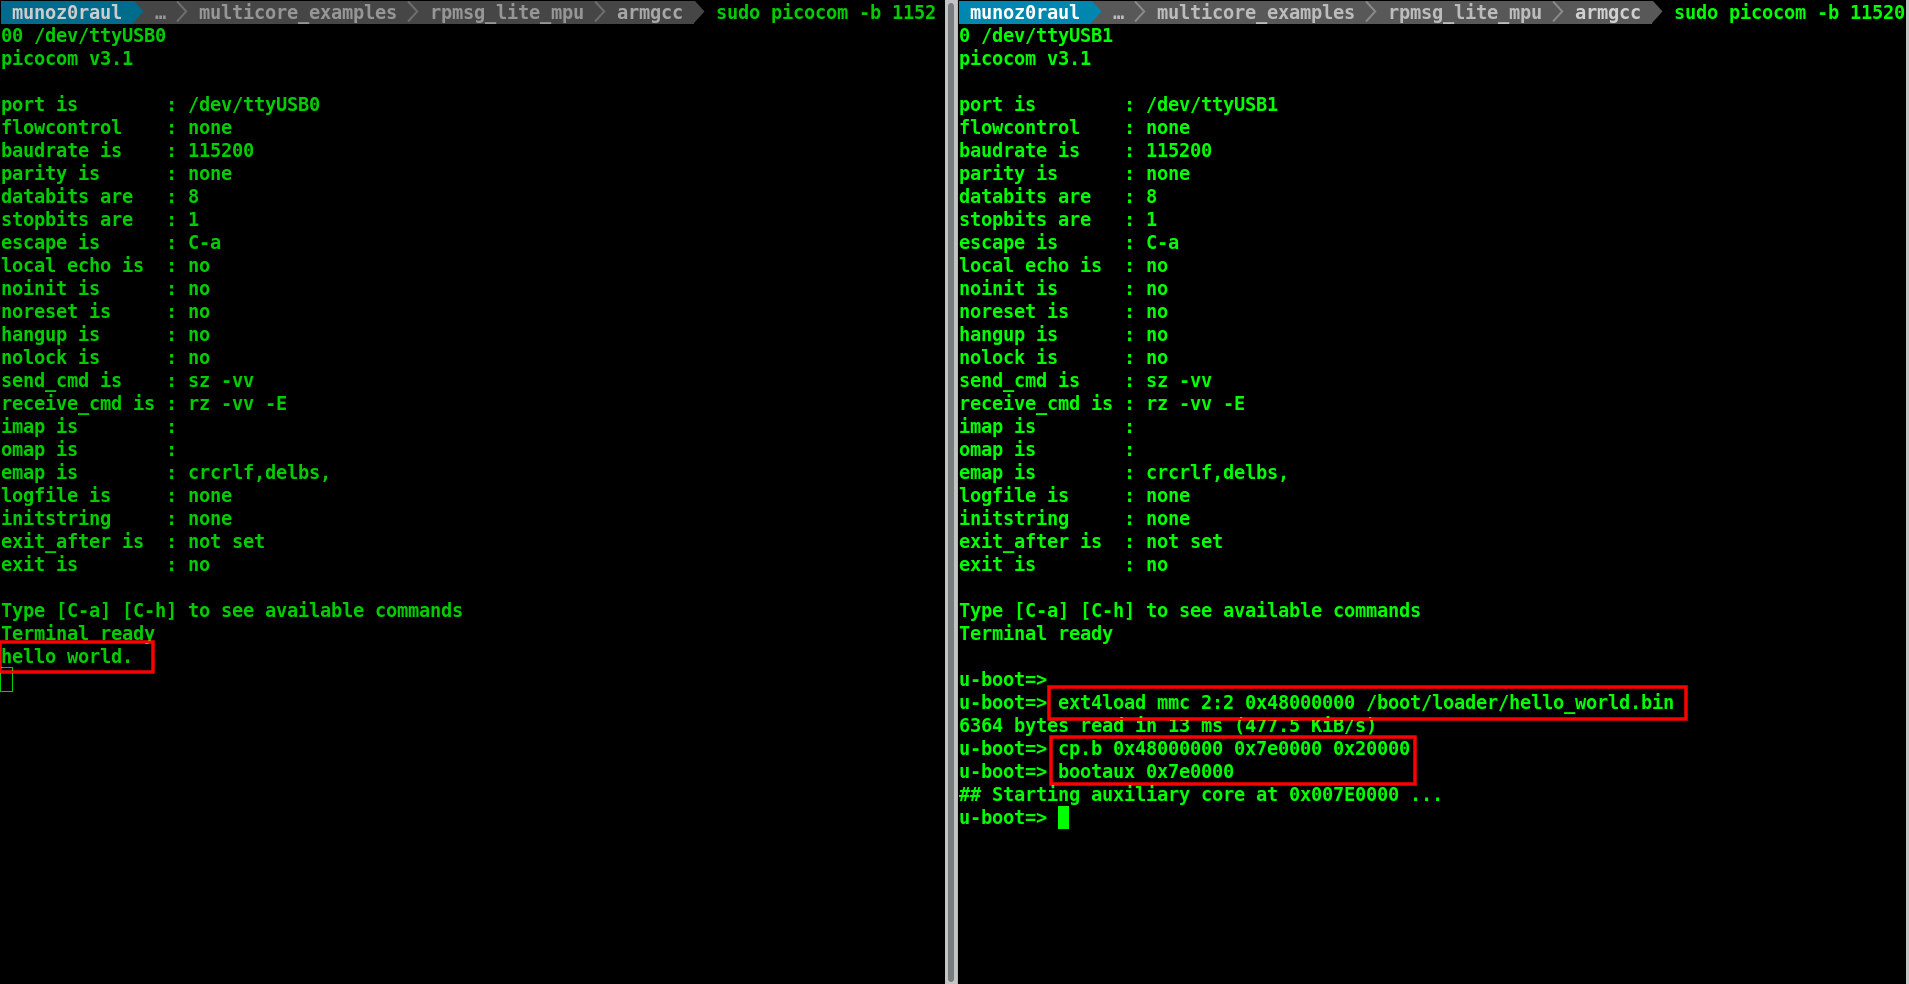 munoz0raul … multicore_examples rpmsg_lite_mpu armgcc sudo picocom -b 1152
00 /dev/ttyUSB0
picocom v3.1
port is        : /dev/ttyUSB0
flowcontrol    : none
baudrate is    : 115200
parity is      : none
databits are   : 8
stopbits are   : 1
escape is      : C-a
local echo is  : no
noinit is      : no
noreset is     : no
hangup is      : no
nolock is      : no
send_cmd is    : sz -vv
receive_cmd is : rz -vv -E
imap is        :
omap is        :
emap is        : crcrlf,delbs,
logfile is     : none
initstring     : none
exit_after is  : not set
exit is        : no
Type [C-a] [C-h] to see available commands
Terminal ready
hello world.
munoz0raul … multicore_examples rpmsg_lite_mpu armgcc sudo picocom -b 11520
0 /dev/ttyUSB1
picocom v3.1
port is        : /dev/ttyUSB1
flowcontrol    : none
baudrate is    : 115200
parity is      : none
databits are   : 8
stopbits are   : 1
escape is      : C-a
local echo is  : no
noinit is      : no
noreset is     : no
hangup is      : no
nolock is      : no
send_cmd is    : sz -vv
receive_cmd is : rz -vv -E
imap is        :
omap is        :
emap is        : crcrlf,delbs,
logfile is     : none
initstring     : none
exit_after is  : not set
exit is        : no
Type [C-a] [C-h] to see available commands
Terminal ready
u-boot=>
u-boot=> ext4load mmc 2:2 0x48000000 /boot/loader/hello_world.bin
6364 bytes read in 13 ms (477.5 KiB/s)
u-boot=> cp.b 0x48000000 0x7e0000 0x20000
u-boot=> bootaux 0x7e0000
## Starting auxiliary core at 0x007E0000 ...
u-boot=>